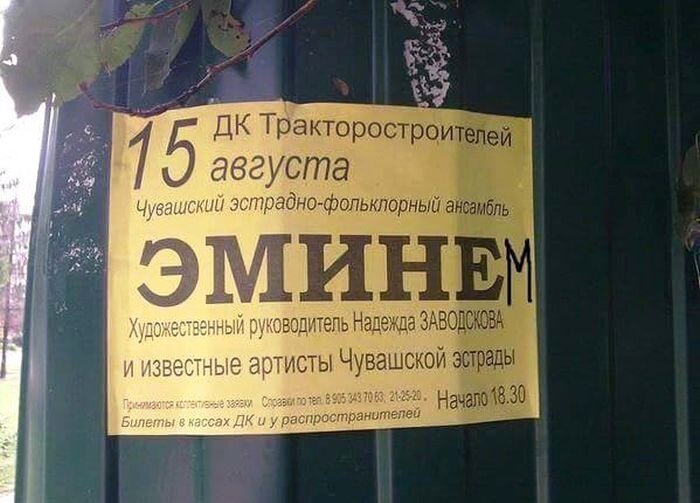 15 ДК Тракторостроителей
августа
Чувашский эстрадно-фольклорный ансамбль
ЭМИНЕМ
Художественный руководитель Надежда ЗАВОДСКОВА
и известные артисты Чувашской эстрады
Принимаются коллективные заявки Справки по тел. 8 905 343 70 63; 21-25-20. Начало 18.30
Билеты в кассах ДК и у распространителей